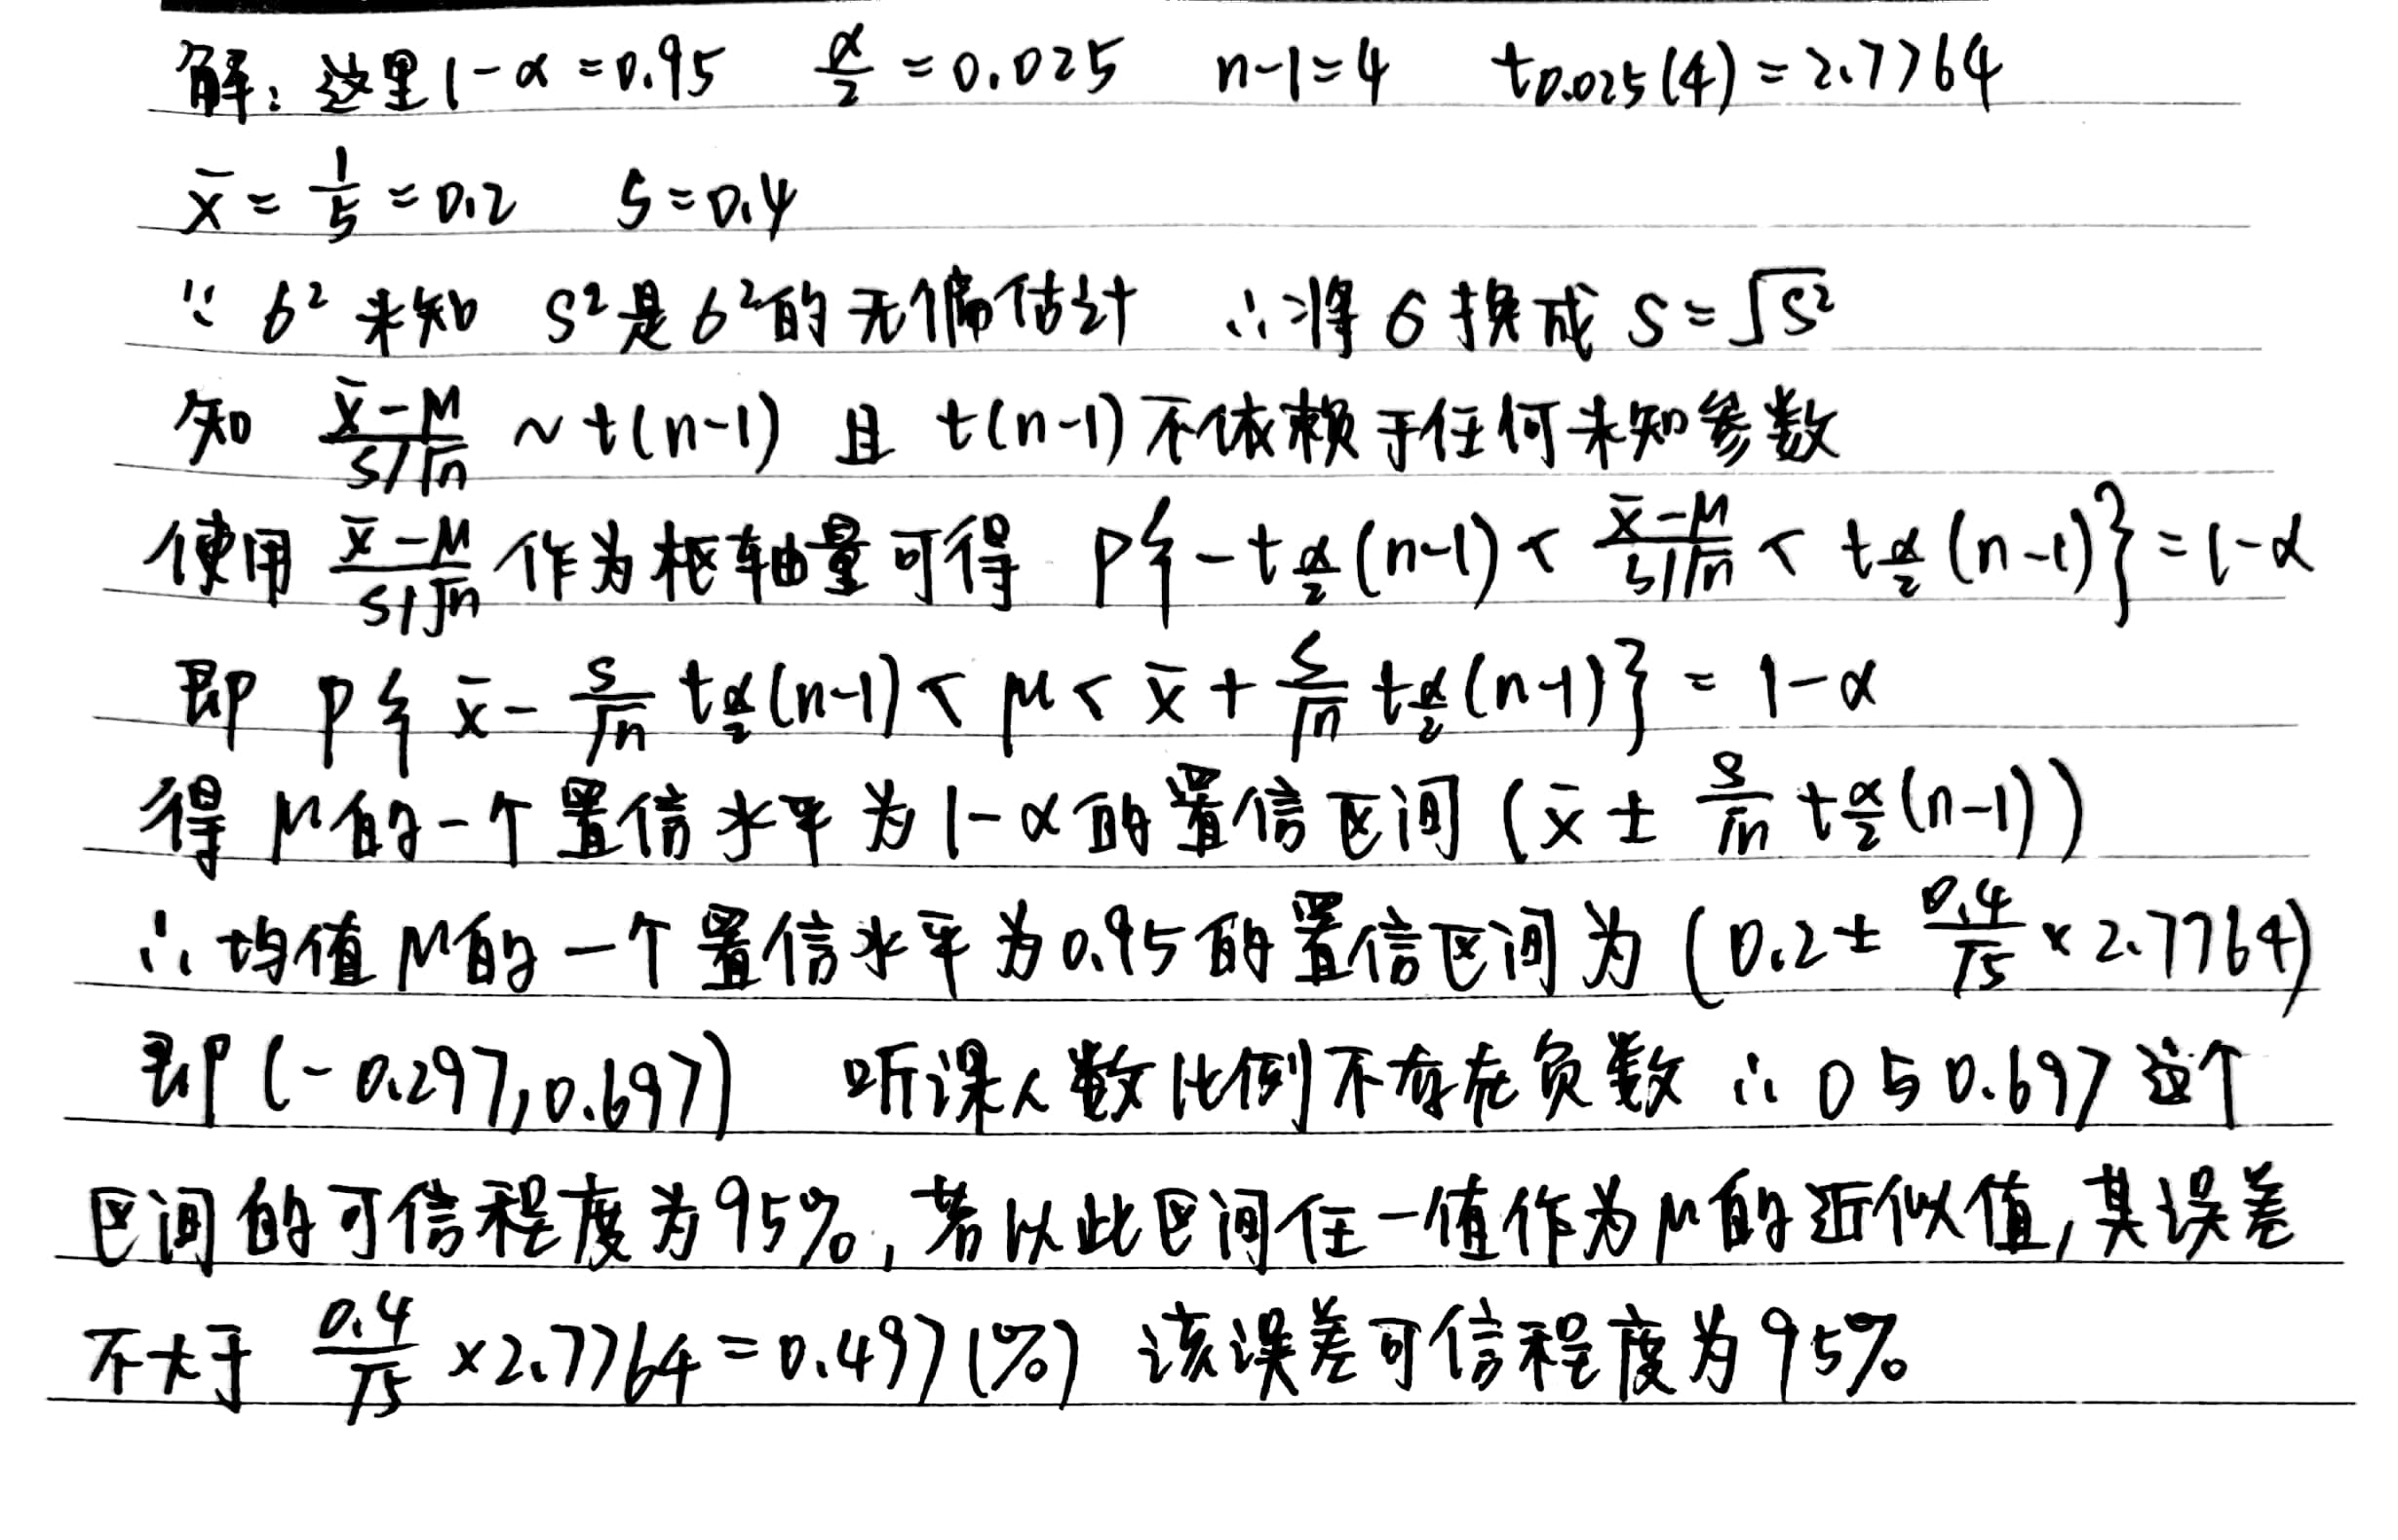 解：这里1-α=0.95 α/2=0.025 n-1=4 t0.025(4)=2.7764
x̄=1/5=0.2 S=0.4
∵ σ²未知 S²是σ²的无偏估计 ∴将σ换成 S=√S²
知 (x̄-μ)/(S/√n) ~ t(n-1) 且 t(n-1)不依赖于任何未知参数
使用 (x̄-μ)/(S/√n) 作为枢轴量可得 P{-tα/2(n-1)<(x̄-μ)/(S/√n)<tα/2(n-1)}=1-α
即 P{x̄-S/√n tα/2(n-1)<μ<x̄+S/√n tα/2(n-1)}=1-α
得μ的一个置信水平为1-α的置信区间(x̄±S/√n tα/2(n-1))
∴均值μ的一个置信水平为0.95的置信区间为(0.2±0.4/√5×2.7764)
即(-0.297,0.697) 听课人数比例不存在负数∴0与0.697这个
区间的可信程度为95%,若以此区间任一值作为μ的近似值,其误差
不大于 0.4/√5×2.7764=0.497(%) 该误差可信程度为95%